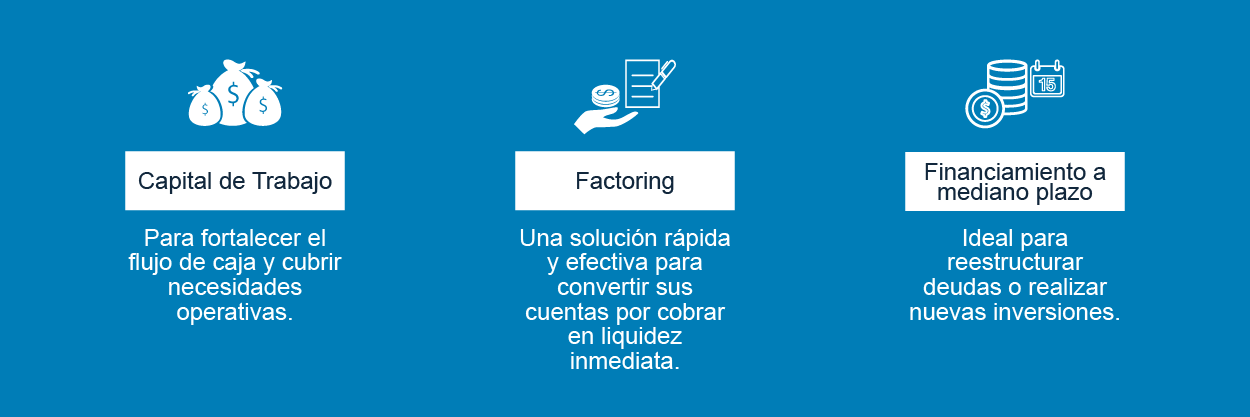 $
$
$
$
$
15
Capital de Trabajo
Factoring
Financiamiento a
mediano plazo
Para fortalecer el
flujo de caja y cubrir
necesidades
operativas.
Una solución rápida
y efectiva para
convertir sus
cuentas por cobrar
en liquidez
inmediata.
Ideal para
reestructurar
deudas o realizar
nuevas inversiones.